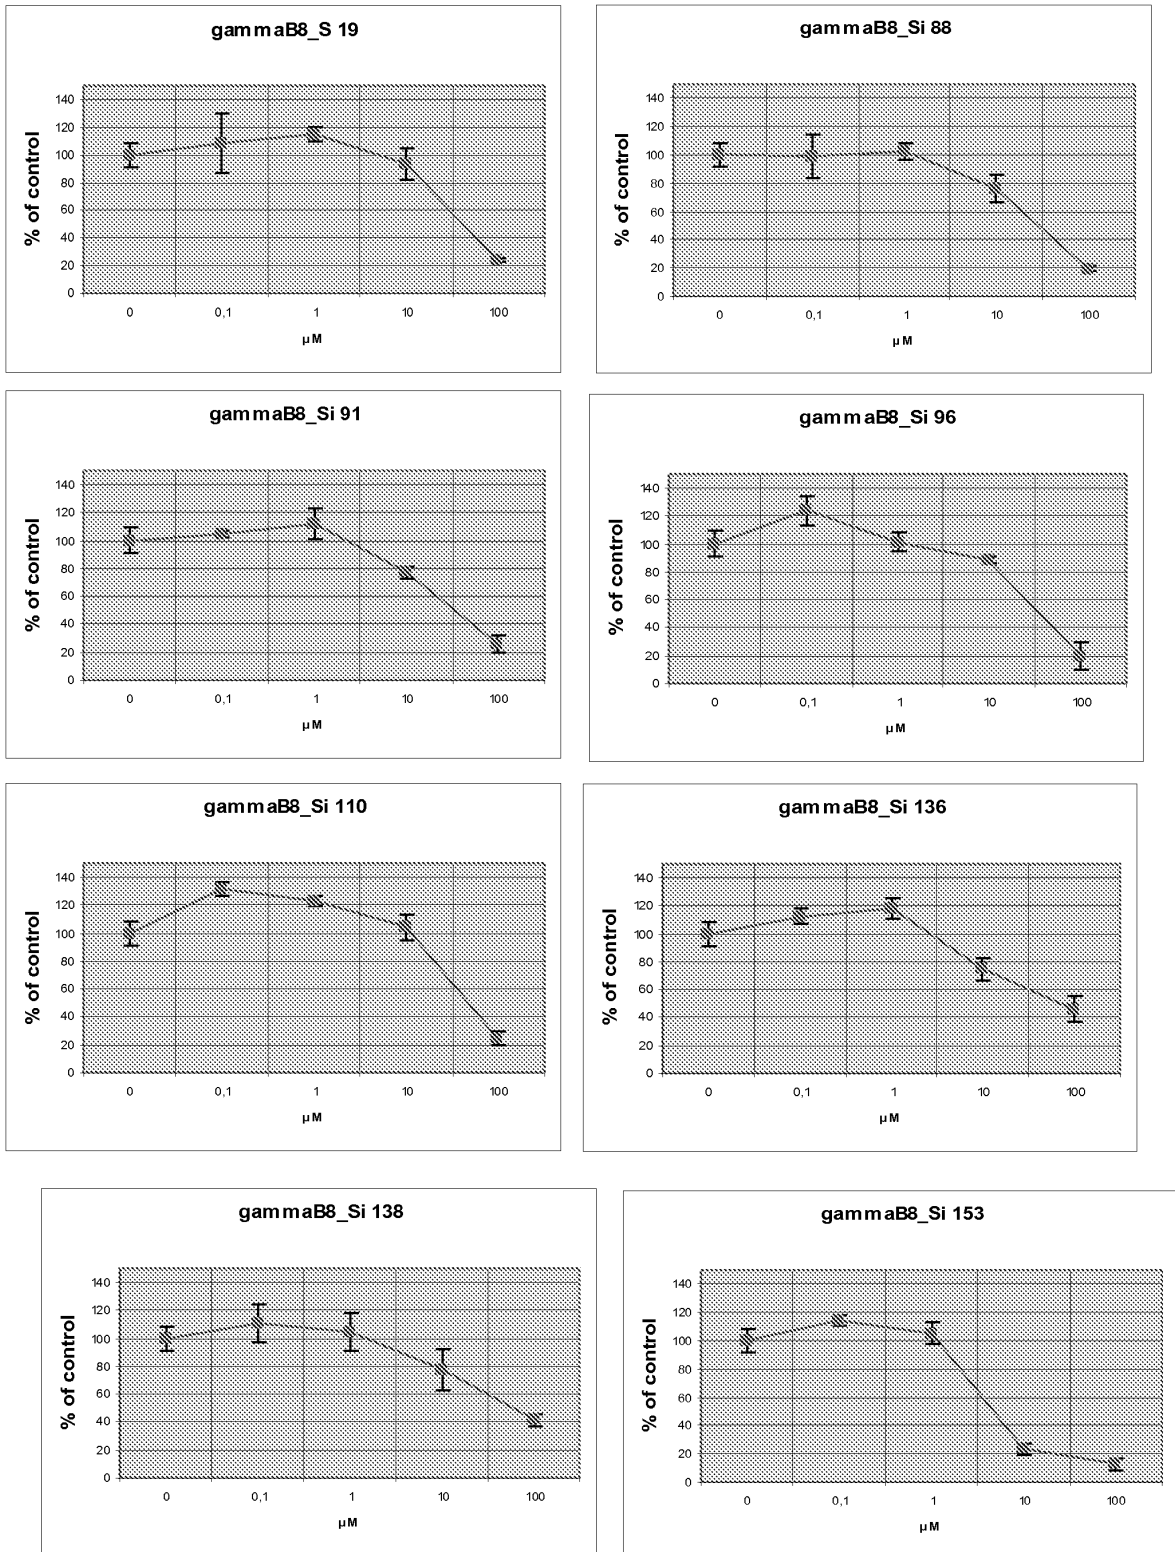 gammaB8_S 19
% of control
140
120
100
80
60
40
20
0
0 0,1 1 10 100
µM
gammaB8_Si 88
% of control
140
120
100
80
60
40
20
0
0 0,1 1 10 100
µM
gammaB8_Si 91
% of control
140
120
100
80
60
40
20
0
0 0,1 1 10 100
µM
gammaB8_Si 96
% of control
140
120
100
80
60
40
20
0
0 0,1 1 10 100
µM
gammaB8_Si 110
% of control
140
120
100
80
60
40
20
0
0 0,1 1 10 100
µM
gammaB8_Si 136
% of control
140
120
100
80
60
40
20
0
0 0,1 1 10 100
µM
gammaB8_Si 138
% of control
140
120
100
80
60
40
20
0
0 0,1 1 10 100
µM
gammaB8_Si 153
% of control
140
120
100
80
60
40
20
0
0 0,1 1 10 100
µM